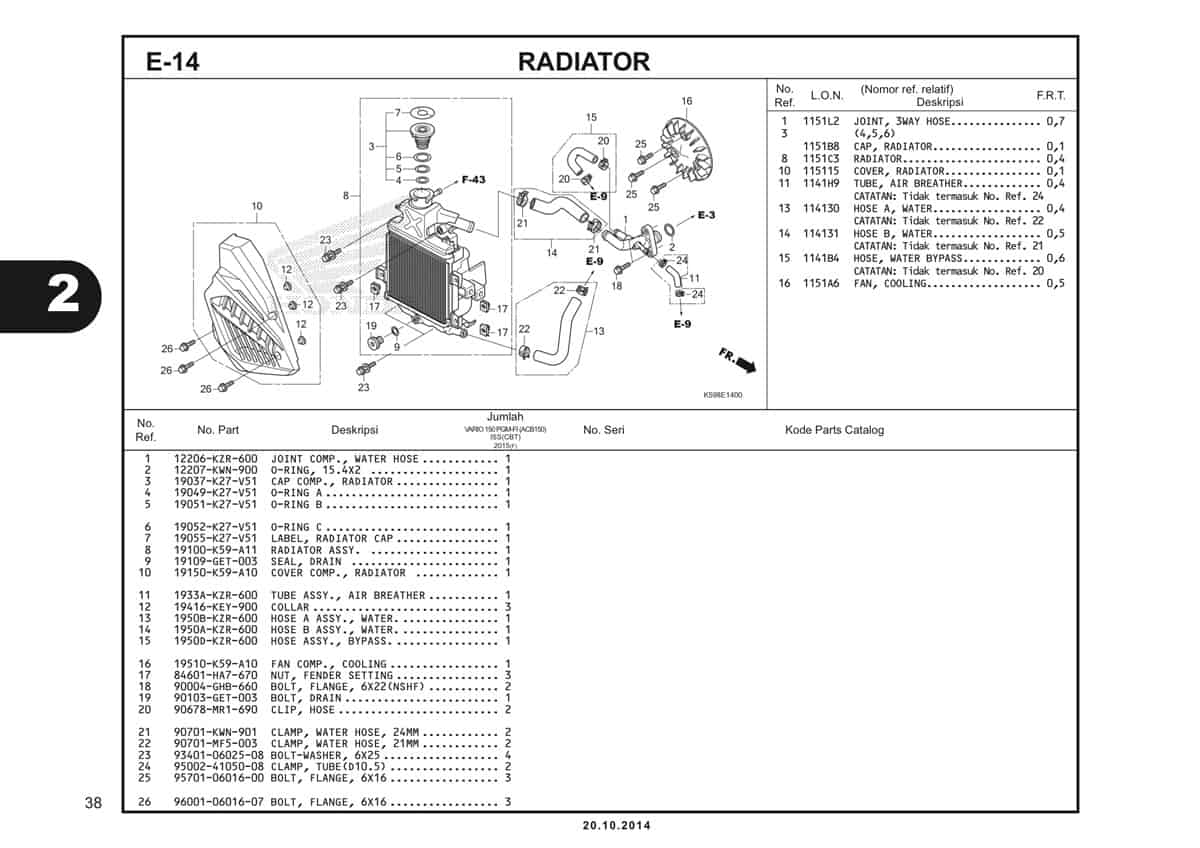 E-14 RADIATOR
No. Ref. L.O.N. (Nomor ref. relatif) Deskripsi F.R.T.
1 1151L2 JOINT, 3WAY HOSE............... 0,7
3 (4,5,6)
1151B8 CAP, RADIATOR.................. 0,1
8 1151C3 RADIATOR....................... 0,4
10 115115 COVER, RADIATOR................ 0,1
11 1141H9 TUBE, AIR BREATHER............. 0,4
CATATAN: Tidak termasuk No. Ref. 24
13 114130 HOSE A, WATER.................. 0,4
CATATAN: Tidak termasuk No. Ref. 22
14 114131 HOSE B, WATER.................. 0,5
CATATAN: Tidak termasuk No. Ref. 21
15 1141B4 HOSE, WATER BYPASS............. 0,6
CATATAN: Tidak termasuk No. Ref. 20
16 1151A6 FAN, COOLING................... 0,5
7
3
6
5
4
F-43
8
10
23
12
12
12
23
17
17
17
19
9
26
26
26
23
15
20
20
E-9
16
25
25
25
21
14
21
E-9
1
2
E-3
18
24
11
24
E-9
22
22
13
FR.
K598E1400
2
No. Ref. No. Part Deskripsi Jumlah No. Seri Kode Parts Catalog
VARIO 150 PGM-FI (ACB150)
ISS(CBT)
2015(F)
1 12206-KZR-600 JOINT COMP., WATER HOSE ............ 1
2 12207-KWN-900 O-RING, 15.4X2 .................... 1
3 19037-K27-V51 CAP COMP., RADIATOR ................ 1
4 19049-K27-V51 O-RING A ........................... 1
5 19051-K27-V51 O-RING B ........................... 1
6 19052-K27-V51 O-RING C ........................... 1
7 19055-K27-V51 LABEL, RADIATOR CAP ................ 1
8 19100-K59-A11 RADIATOR ASSY. .................... 1
9 19109-GET-003 SEAL, DRAIN ....................... 1
10 19150-K59-A10 COVER COMP., RADIATOR ............. 1
11 1933A-KZR-600 TUBE ASSY., AIR BREATHER ........... 1
12 19416-KEY-900 COLLAR ............................. 3
13 1950B-KZR-600 HOSE A ASSY., WATER. ................ 1
14 1950A-KZR-600 HOSE B ASSY., WATER. ................ 1
15 1950D-KZR-600 HOSE ASSY., BYPASS. ................ 1
16 19510-K59-A10 FAN COMP., COOLING ................. 1
17 84601-HA7-670 NUT, FENDER SETTING ................ 3
18 90004-GHB-660 BOLT, FLANGE, 6X22(NSHF) ........... 2
19 90103-GET-003 BOLT, DRAIN ........................ 1
20 90678-MR1-690 CLIP, HOSE ......................... 2
21 90701-KWN-901 CLAMP, WATER HOSE, 24MM ............ 2
22 90701-MF5-003 CLAMP, WATER HOSE, 21MM ............ 2
23 93401-06025-08 BOLT-WASHER, 6X25 .................. 4
24 95002-41050-08 CLAMP, TUBE(D10.5) ................. 2
25 95701-06016-00 BOLT, FLANGE, 6X16 ................. 3
26 96001-06016-07 BOLT, FLANGE, 6X16 ................. 3
38
20.10.2014